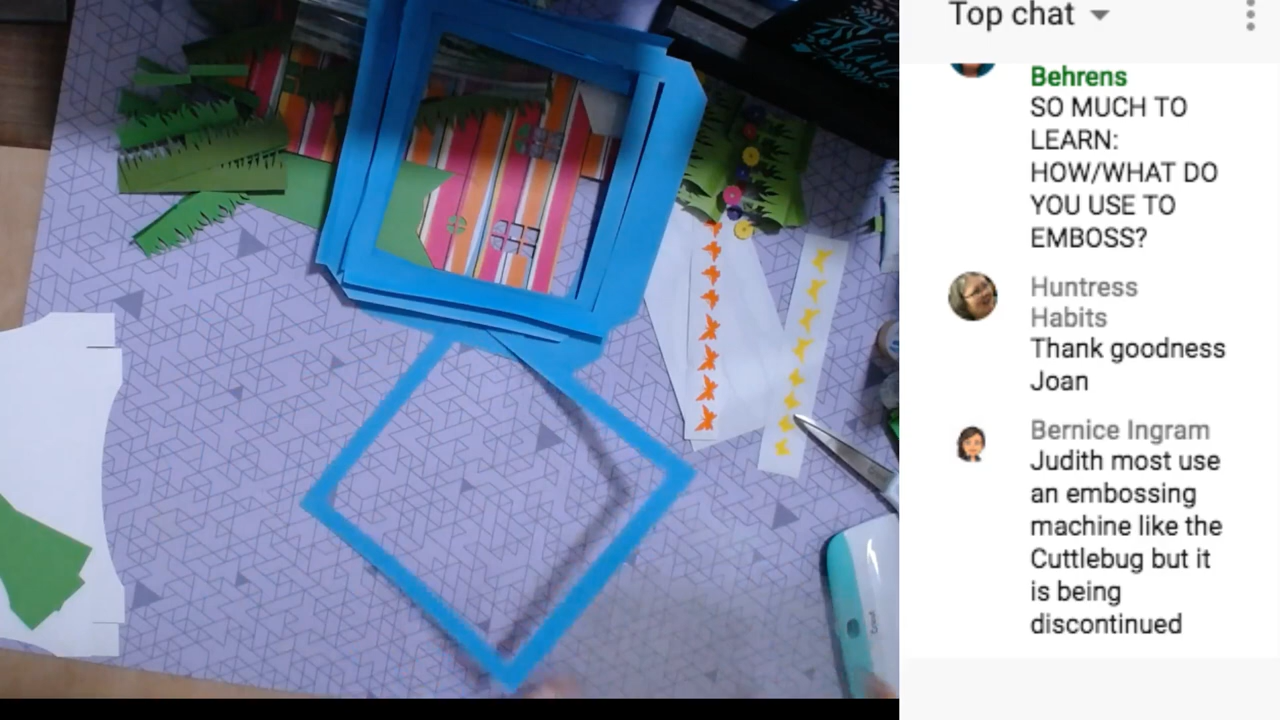 Top chat
Behrens
SO MUCH TO
LEARN:
HOW/WHAT DO
YOU USE TO
EMBOSS?
Huntress
Habits
Thank goodness
Joan
Bernice Ingram
Judith most use
an embossing
machine like the
Cuttlebug but it
is being
discontinued